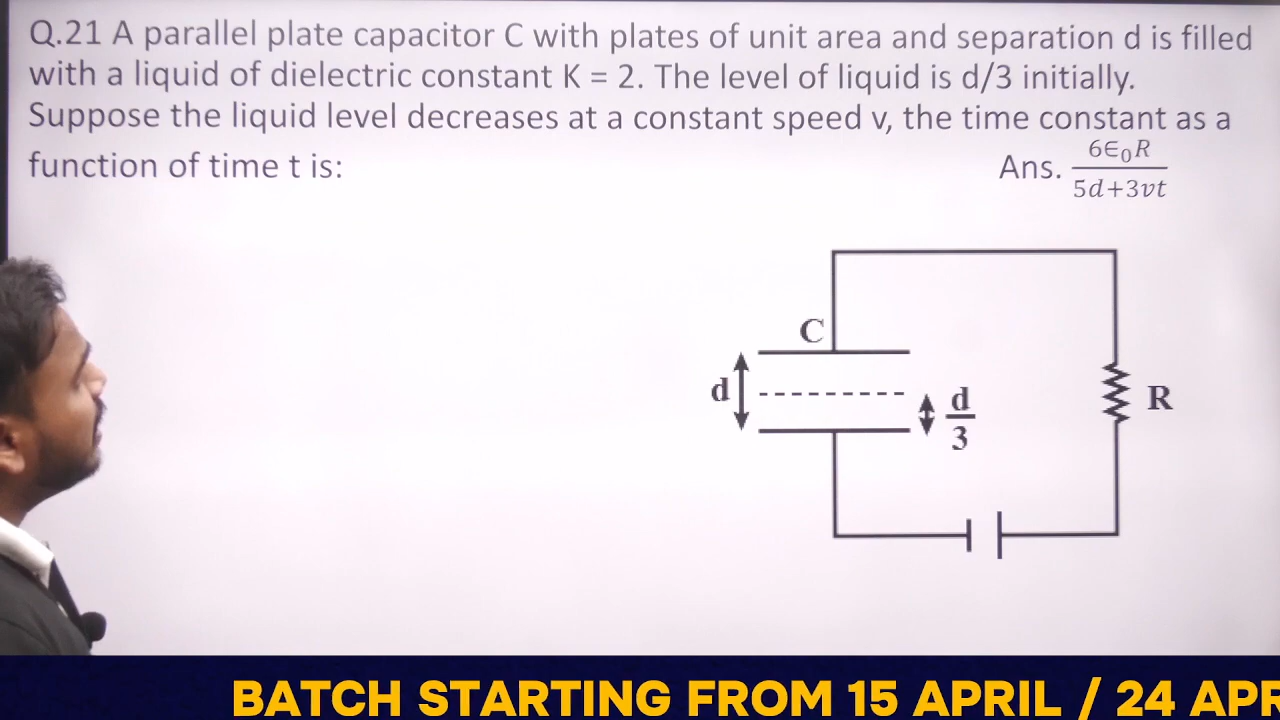 Q.21 A parallel plate capacitor C with plates of unit area and separation d is filled
with a liquid of dielectric constant K = 2. The level of liquid is d/3 initially.
Suppose the liquid level decreases at a constant speed v, the time constant as a
function of time t is:
Ans. 6∈₀R / 5d+3vt
C
d
d/3
R
BATCH STARTING FROM 15 APRIL / 24 APR